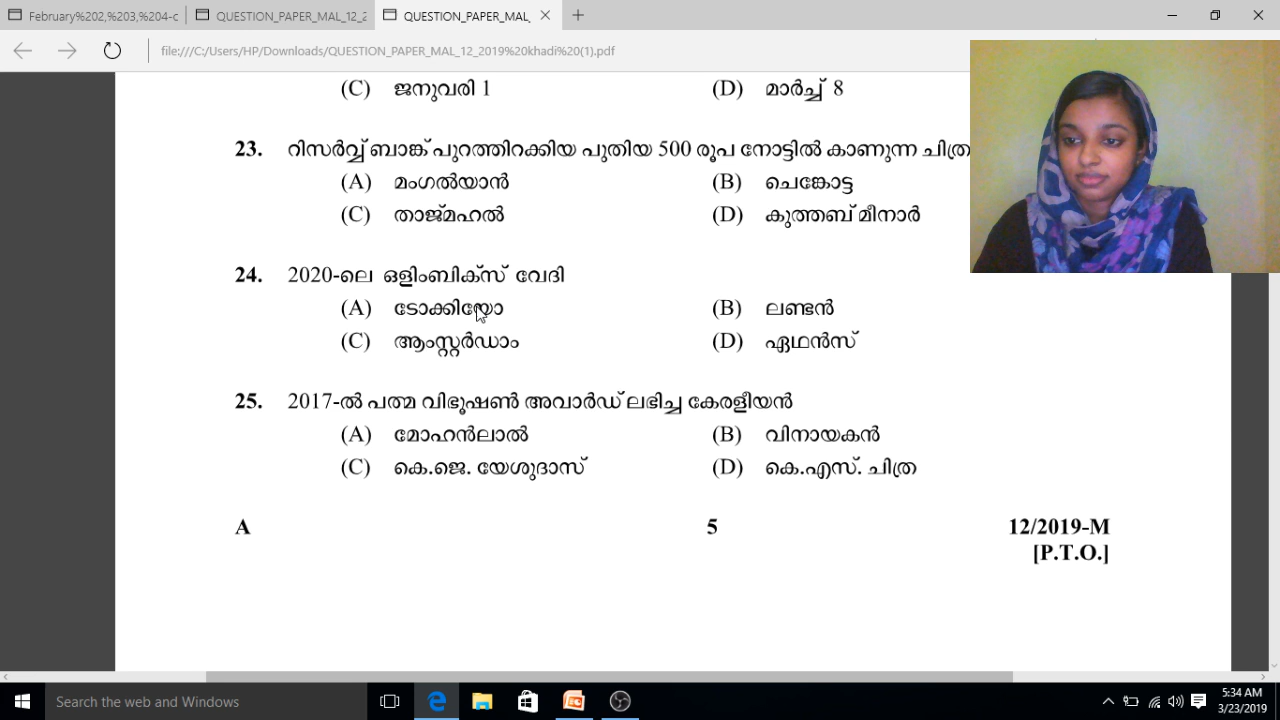 February%202,%203,%204-c
QUESTION_PAPER_MAL_12_2
QUESTION_PAPER_MAL_
file:///C:/Users/HP/Downloads/QUESTION_PAPER_MAL_12_2019%20khadi%20(1).pdf
(C) ജനുവരി 1 (D) മാർച്ച് 8
23. റിസർവ്വ് ബാങ്ക് പുറത്തിറക്കിയ പുതിയ 500 രൂപ നോട്ടിൽ കാണുന്ന ചിത്ര
(A) മംഗൽയാൻ (B) ചെങ്കോട്ട
(C) താജ്മഹൽ (D) കുത്തബ് മീനാർ
24. 2020-ലെ ഒളിംബിക്സ് വേദി
(A) ടോക്കിയോ (B) ലണ്ടൻ
(C) ആംസ്റ്റർഡാം (D) ഏഥൻസ്
25. 2017-ൽ പത്മ വിഭൂഷൺ അവാർഡ് ലഭിച്ച കേരളീയൻ
(A) മോഹൻലാൽ (B) വിനായകൻ
(C) കെ.ജെ. യേശുദാസ് (D) കെ.എസ്. ചിത്ര
A 5 12/2019-M
[P.T.O.]
Search the web and Windows
5:34 AM
3/23/2019